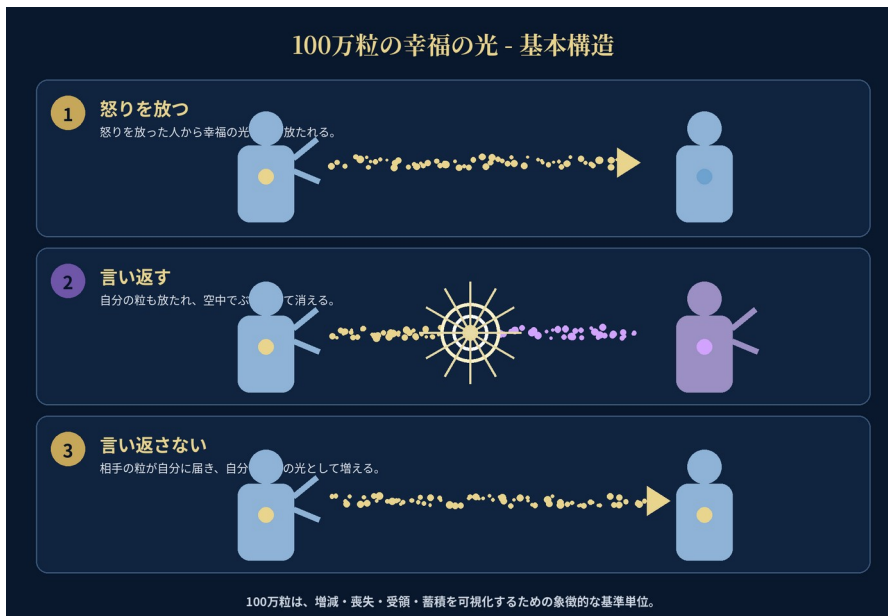 100万粒の幸福の光 - 基本構造
1
怒りを放つ
怒りを放った人から幸福の光 放たれる。
2
言い返す
自分の粒も放たれ、空中でぶ て消える。
3
言い返さない
相手の粒が自分に届き、自分 の光として増える。
100万粒は、増減・喪失・受領・蓄積を可視化するための象徴的な基準単位。